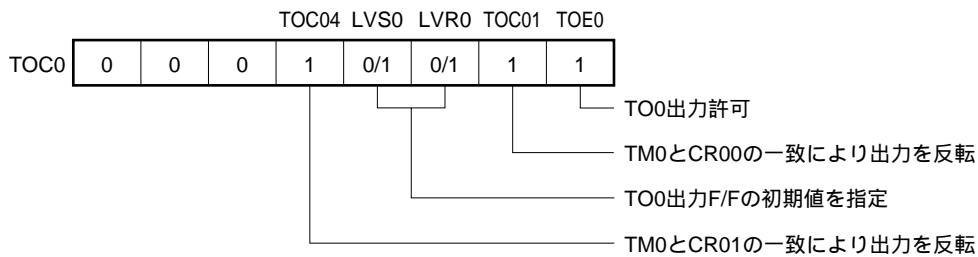 TOC04 LVS0 LVR0 TOC01 TOE0
TOC0 0 0 0 1 0/1 0/1 1 1
TO0出力許可
TM0とCR00の一致により出力を反転
TO0出力F/Fの初期値を指定
TM0とCR01の一致により出力を反転